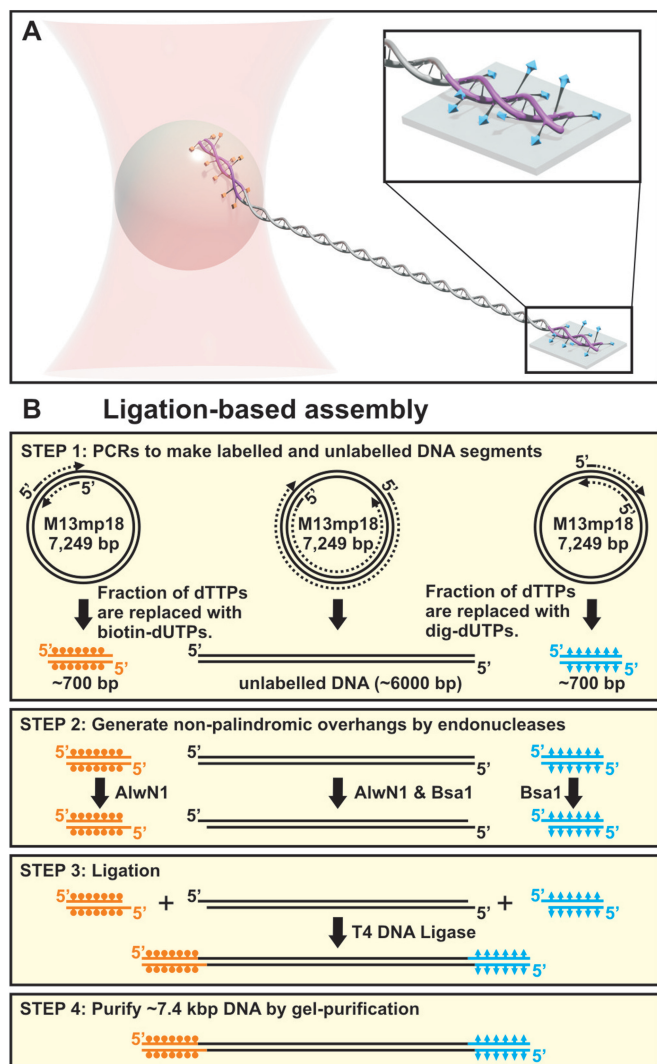 A
B Ligation-based assembly
STEP 1: PCRs to make labelled and unlabelled DNA segments
5’
5’
M13mp18
7,249 bp
5’
5’
M13mp18
7,249 bp
5’
5’
M13mp18
7,249 bp
Fraction of dTTPs
are replaced with
biotin-dUTPs.
Fraction of dTTPs
are replaced with
dig-dUTPs.
5’
5’
~700 bp
5’
5’
unlabelled DNA (~6000 bp)
5’
5’
~700 bp
STEP 2: Generate non-palindromic overhangs by endonucleases
5’
5’
5’
5’
5’
5’
AlwN1
AlwN1 & Bsa1
Bsa1
5’
5’
5’
5’
5’
5’
STEP 3: Ligation
5’
5’
+
5’
5’
+
5’
5’
T4 DNA Ligase
5’
5’
STEP 4: Purify ~7.4 kbp DNA by gel-purification
5’
5’